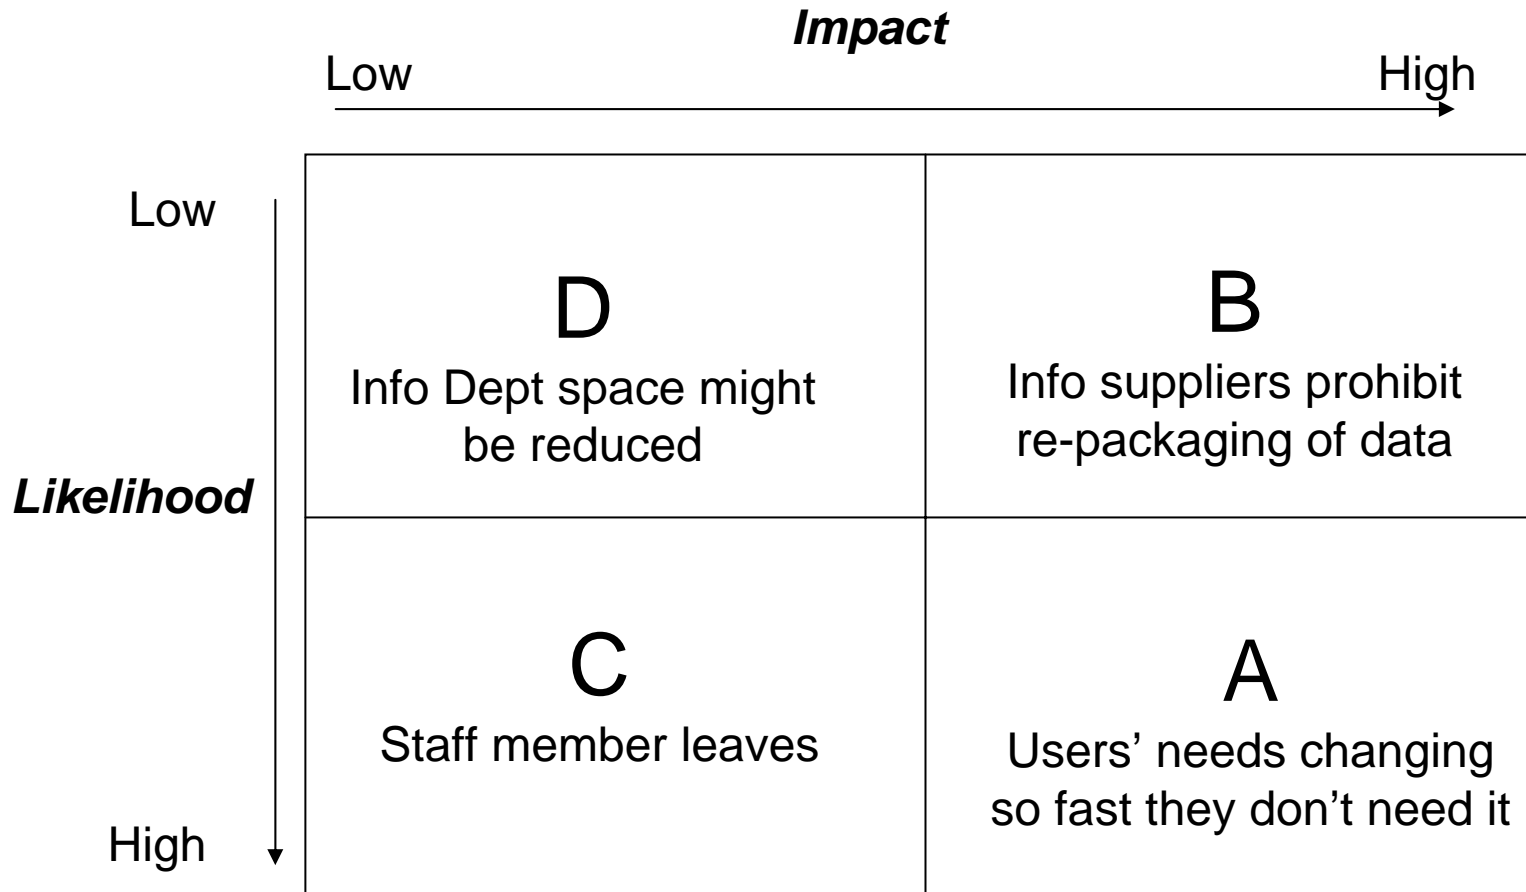 Impact
Low
High
Low
D
Info Dept space might
be reduced
B
Info suppliers prohibit
re-packaging of data
Likelihood
C
Staff member leaves
A
Users’ needs changing
so fast they don’t need it
High